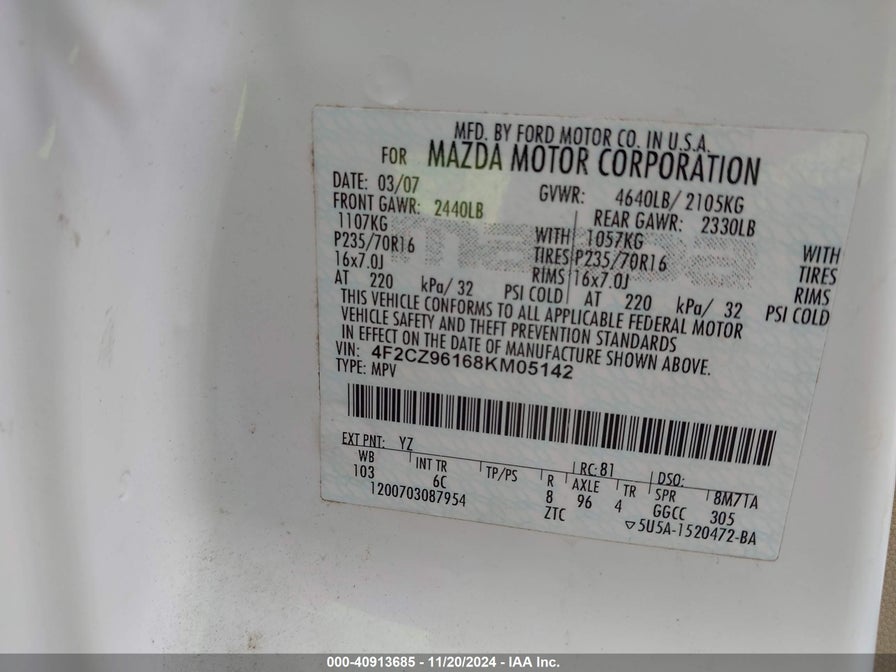 MFD. BY FORD MOTOR CO. IN U.S.A.
FOR MAZDA MOTOR CORPORATION
DATE: 03/07 GVWR: 4640LB/ 2105KG
FRONT GAWR: 2440LB REAR GAWR: 2330LB
1107KG WITH 1057KG WITH
P235/70R16 TIRES P235/70R16 TIRES
16x7.0J RIMS 16x7.0J RIMS
AT 220 kPa/ 32 PSI COLD AT 220 kPa/ 32 PSI COLD
THIS VEHICLE CONFORMS TO ALL APPLICABLE FEDERAL MOTOR
VEHICLE SAFETY AND THEFT PREVENTION STANDARDS
IN EFFECT ON THE DATE OF MANUFACTURE SHOWN ABOVE.
VIN: 4F2CZ96168KM05142
TYPE: MPV
EXT PNT: YZ RC: 81 DSO:
WB INT TR TP/PS R AXLE TR SPR 8M7TA
103 6C 8 96 4 GGCC 305
1200703087954 ZTC ▽5U5A-1520472-BA
000-40913685 - 11/20/2024 - IAA Inc.